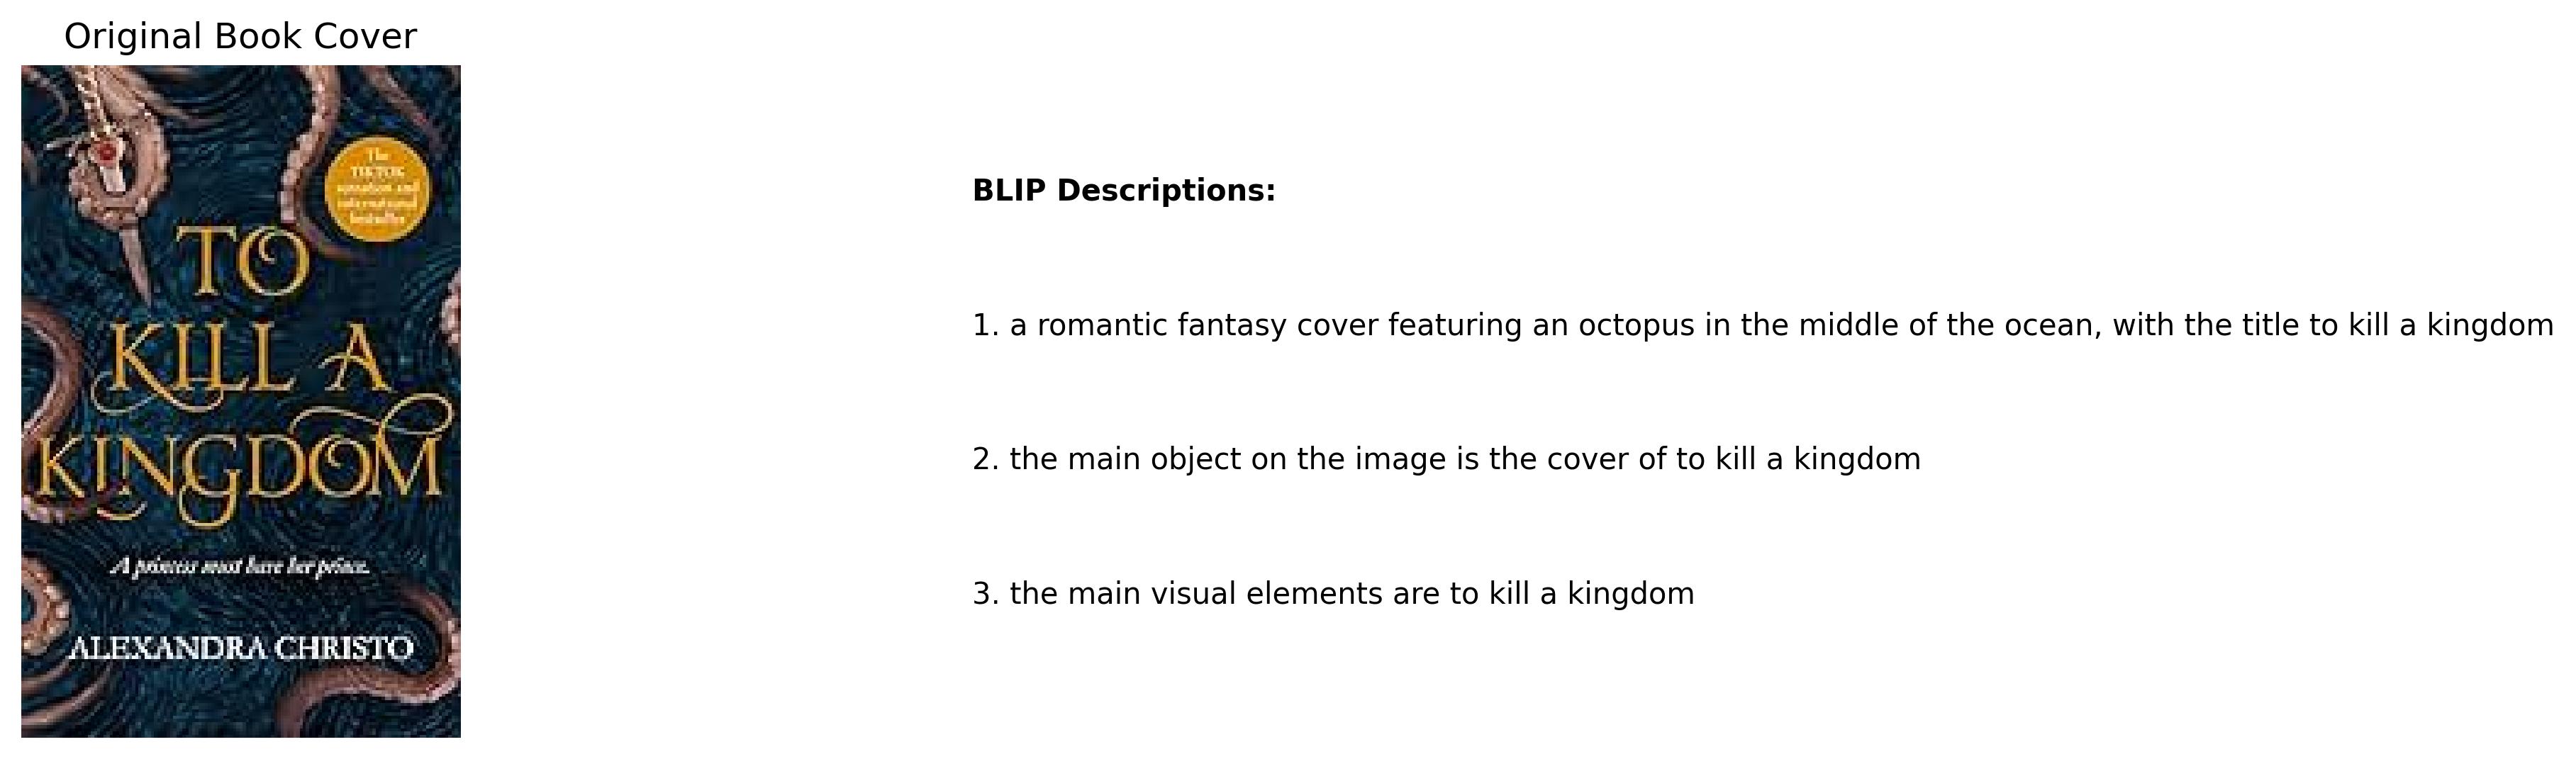 Original Book Cover
The
TIKTOK
sensation and
international
bestseller
TO
KILL A
KINGDOM
A princess must have her prince.
ALEXANDRA CHRISTO
BLIP Descriptions:
1. a romantic fantasy cover featuring an octopus in the middle of the ocean, with the title to kill a kingdom
2. the main object on the image is the cover of to kill a kingdom
3. the main visual elements are to kill a kingdom